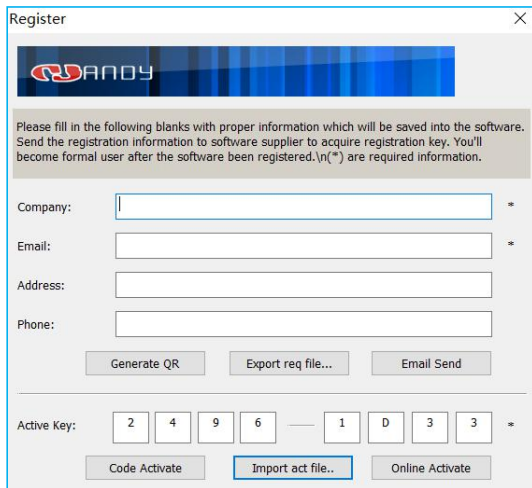 Register
HANDY
Please fill in the following blanks with proper information which will be saved into the software.
Send the registration information to software supplier to acquire registration key. You'll
become formal user after the software been registered.\n(*) are required information.
Company: *
Email: *
Address:
Phone:
Generate QR Export req file... Email Send
Active Key: 2 4 9 6 — 1 D 3 3 *
Code Activate Import act file.. Online Activate